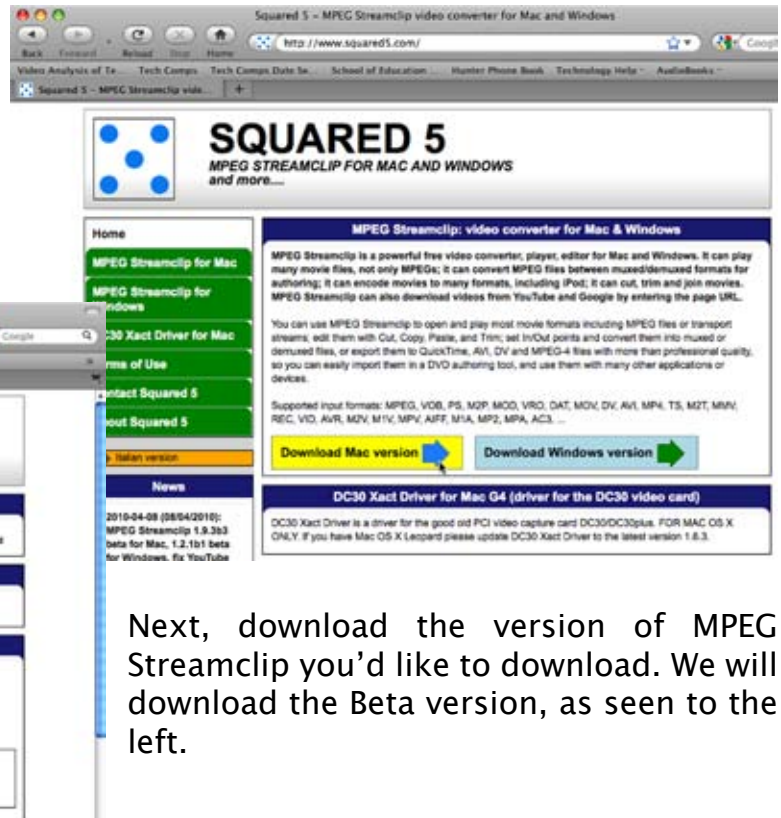 Squared 5 – MPEG Streamclip video converter for Mac and Windows
Back Forward Reload Stop Home
http://www.squared5.com/
Video Analysis of Te... Tech Comps Tech Comps Date Se... School of Education ... Hunter Phone Book Technology Help AudioBooks
Squared 5 – MPEG Streamclip vide... +
SQUARED 5
MPEG STREAMCLIP FOR MAC AND WINDOWS
and more....
Home
MPEG Streamclip for Mac
MPEG Streamclip for
ndows
C30 Xact Driver for Mac
rms of Use
ontact Squared 5
out Squared 5
Italian version
News
2010-04-08 (08/04/2010):
MPEG Streamclip 1.9.3b3
beta for Mac, 1.2.1b1 beta
for Windows, fix YouTube
MPEG Streamclip: video converter for Mac & Windows
MPEG Streamclip is a powerful free video converter, player, editor for Mac and Windows. It can play
many movie files, not only MPEGs; it can convert MPEG files between muxed/demuxed formats for
authoring; it can encode movies to many formats, including iPod; it can cut, trim and join movies.
MPEG Streamclip can also download videos from YouTube and Google by entering the page URL.
You can use MPEG Streamclip to open and play most movie formats including MPEG files or transport
streams; edit them with Cut, Copy, Paste, and Trim; set In/Out points and convert them into muxed or
demuxed files, or export them to QuickTime, AVI, DV and MPEG-4 files with more than professional quality,
so you can easily import them in a DVD authoring tool, and use them with many other applications or
devices.
Supported input formats: MPEG, VOB, PS, M2P, MOD, VRO, DAT, MOV, DV, AVI, MP4, TS, M2T, MMV,
REC, VID, AVR, M2V, M1V, MPV, AIFF, M1A, MP2, MPA, AC3, ...
Download Mac version
Download Windows version
DC30 Xact Driver for Mac G4 (driver for the DC30 video card)
DC30 Xact Driver is a driver for the good old PCI video capture card DC30/DC30plus. FOR MAC OS X
ONLY. If you have Mac OS X Leopard please update DC30 Xact Driver to the latest version 1.6.3.
Google
Next, download the version of MPEG
Streamclip you'd like to download. We will
download the Beta version, as seen to the
left.